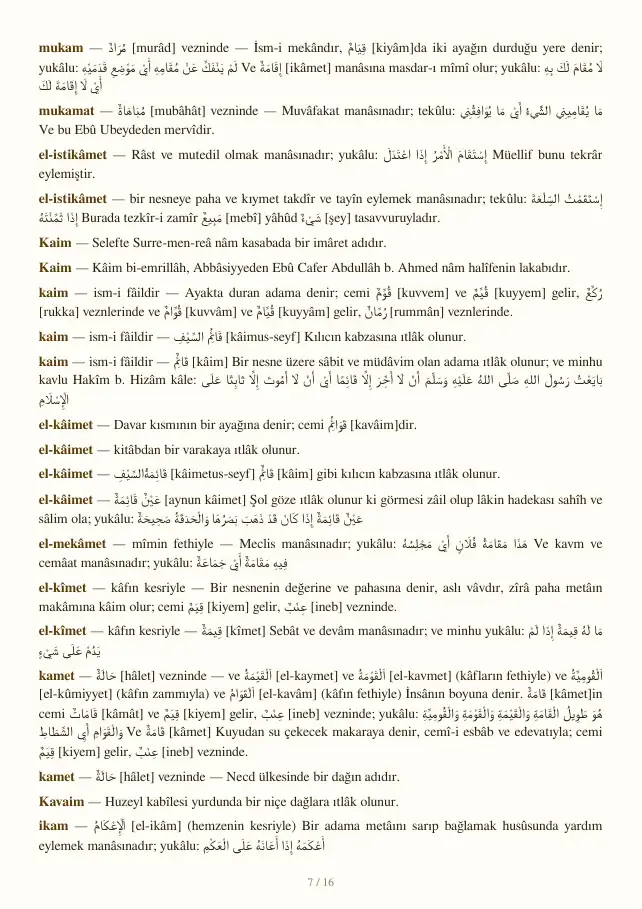 mukam — مُرَادٌ [murâd] vezninde — İsm-i mekândır, قِيَامٌ [kiyâm]da iki ayağın durduğu yere denir;
yukâlu: لَمْ يَنْفَكَّ عَنْ مُقَامِهِ أَيْ مَوْضِعِ قَدَمَيْهِ Ve إِقَامَةٌ [ikâmet] manâsına masdar-ı mîmî olur; yukâlu: لَا مُقَامَ لَكَ بِهِ
أَيْ لَا إِقَامَةَ لَكَ
mukamat — مُبَاهَاةٌ [mubâhât] vezninde — Muvâfakat manâsınadır; tekûlu: مَا يُقَامِينِي الشَّيْءُ أَيْ مَا يُوَافِقُنِي
Ve bu Ebû Ubeydeden mervîdir.
el-istikâmet — Râst ve mutedil olmak manâsınadır; yukâlu: إِسْتَقَامَ الْأَمْرُ إِذَا اعْتَدَلَ Müellif bunu tekrâr
eylemiştir.
el-istikâmet — bir nesneye paha ve kıymet takdîr ve tayîn eylemek manâsınadır; tekûlu: إِسْتَقَمْتُ السِّلْعَةَ
إِذَا ثَمَّنْتَهُ Burada tezkîr-i zamîr مَبِيعٌ [mebî] yâhûd شَيْءٌ [şey] tasavvuruyladır.
Kaim — Selefte Surre-men-reâ nâm kasabada bir imâret adıdır.
Kaim — Kâim bi-emrillâh, Abbâsiyyeden Ebû Cafer Abdullâh b. Ahmed nâm halîfenin lakabıdır.
kaim — ism-i fâildir — Ayakta duran adama denir; cemi قُوَّمٌ [kuvvem] ve قُيَّمٌ [kuyyem] gelir, رُكَّعٌ
[rukka] veznlerinde ve قُوَّامٌ [kuvvâm] ve قُيَّامٌ [kuyyâm] gelir, رُمَّانٌ [rummân] veznlerinde.
kaim — ism-i fâildir — قَائِمُ السَّيْفِ [kâimus-seyf] Kılıcın kabzasına ıtlâk olunur.
kaim — ism-i fâildir — قَائِمٌ [kâim] Bir nesne üzere sâbit ve müdâvim olan adama ıtlâk olunur; ve minhu
kavlu Hakîm b. Hizâm kâle: بَايَعْتُ رَسُولَ اللهِ صَلَّى اللهُ عَلَيْهِ وَسَلَّمَ أَنْ لَا أَخِرَّ إِلَّا قَائِمًا أَيْ أَنْ لَا أَمُوتَ إِلَّا ثَابِتًا عَلَى
الْإِسْلَامِ
el-kâimet — Davar kısmının bir ayağına denir; cemi قَوَائِمُ [kavâim]dir.
el-kâimet — kitâbdan bir varakaya ıtlâk olunur.
el-kâimet — قَائِمَةُالسَّيْفِ [kâimetus-seyf] قَائِمٌ [kâim] gibi kılıcın kabzasına ıtlâk olunur.
el-kâimet — عَيْنٌ قَائِمَةٌ [aynun kâimet] Şol göze ıtlâk olunur ki görmesi zâil olup lâkin hadekası sahîh ve
sâlim ola; yukâlu: عَيْنٌ قَائِمَةٌ إِذَا كَانَ قَدْ ذَهَبَ بَصَرُهَا وَالْحَدَقَةُ صَحِيحَةٌ
el-mekâmet — mîmin fethiyle — Meclis manâsınadır; yukâlu: هَذَا مَقَامَةُ فُلَانٍ أَيْ مَجْلِسُهُ Ve kavm ve
cemâat manâsınadır; yukâlu: فِيهِ مَقَامَةٌ أَيْ جَمَاعَةٌ
el-kîmet — kâfın kesriyle — Bir nesnenin değerine ve pahasına denir, aslı vâvdır, zîrâ paha metâın
makâmına kâim olur; cemi قِيَمٌ [kiyem] gelir, عِنَبٌ [ineb] vezninde.
el-kîmet — kâfın kesriyle — قِيمَةٌ [kîmet] Sebât ve devâm manâsınadır; ve minhu yukâlu: مَا لَهُ قِيمَةٌ إِذَا لَمْ
يَدُمْ عَلَى شَيْءٍ
kamet — حَالَةٌ [hâlet] vezninde — ve اَلْقَيْمَةُ [el-kaymet] ve اَلْقَوْمَةُ [el-kavmet] (kâfların fethiyle) ve اَلْقُومِيَّةُ
[el-kûmiyyet] (kâfın zammıyla) ve اَلْقَوَامُ [el-kavâm] (kâfın fethiyle) İnsânın boyuna denir. قَامَةٌ [kâmet]in
cemi قَامَاتٌ [kâmât] ve قِيَمٌ [kiyem] gelir, عِنَبٌ [ineb] vezninde; yukâlu: هُوَ طَوِيلُ الْقَامَةِ وَالْقَيْمَةِ وَالْقَوْمَةِ وَالْقُومِيَّةِ
وَالْقَوَامِ أَيِ الشَّطَاطِ Ve قَامَةٌ [kâmet] Kuyudan su çekecek makaraya denir, cemî-i esbâb ve edevatıyla; cemi
قِيَمٌ [kiyem] gelir, عِنَبٌ [ineb] vezninde.
kamet — حَالَةٌ [hâlet] vezninde — Necd ülkesinde bir dağın adıdır.
Kavaim — Huzeyl kabîlesi yurdunda bir niçe dağlara ıtlâk olunur.
ikam — اَلْإِعْكَامُ [el-ikâm] (hemzenin kesriyle) Bir adama metâını sarıp bağlamak husûsunda yardım
eylemek manâsınadır; yukâlu: أَعْكَمَهُ إِذَا أَعَانَهُ عَلَى الْعَكْمِ
7 / 16